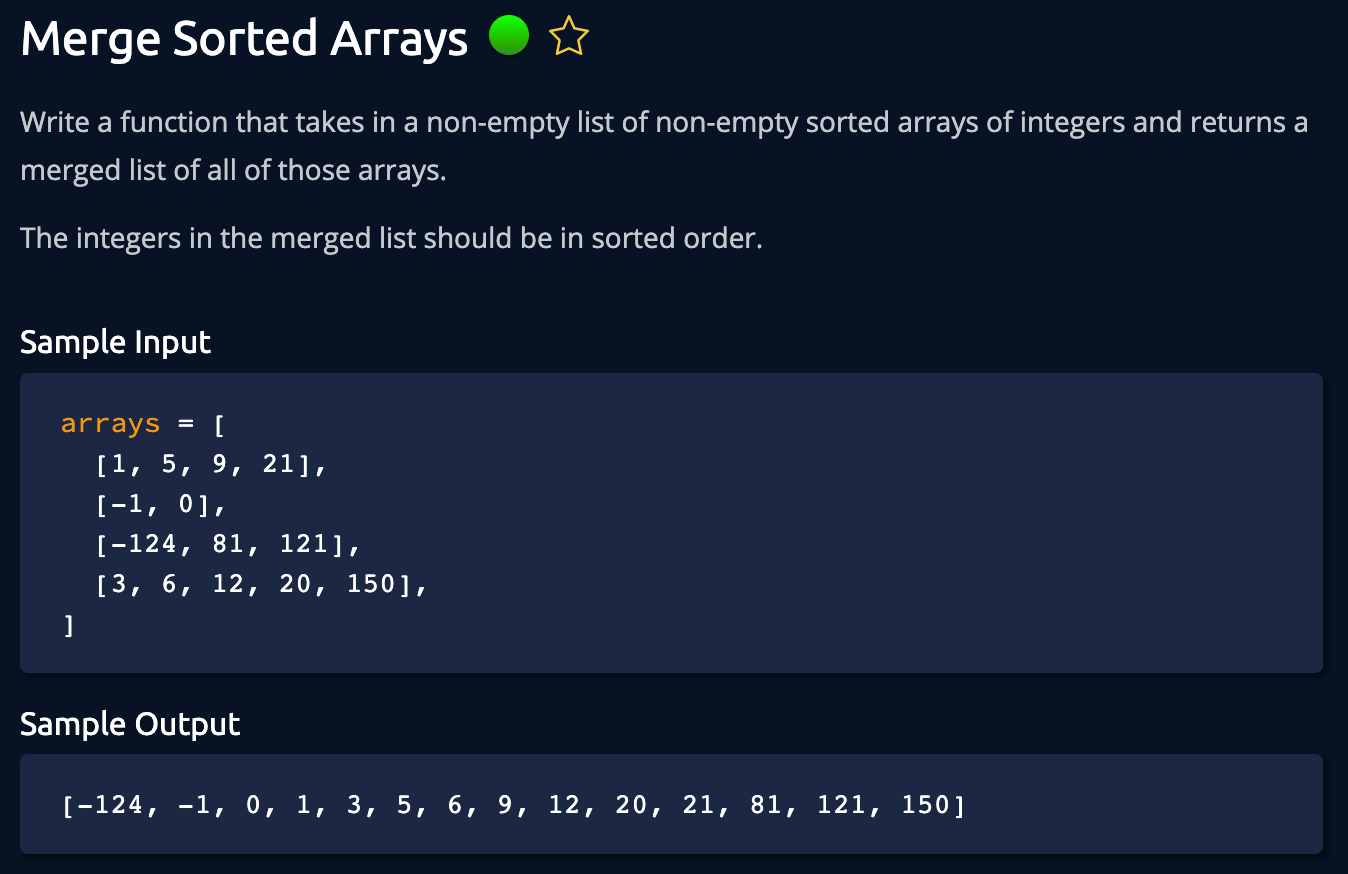 Merge Sorted Arrays
Write a function that takes in a non-empty list of non-empty sorted arrays of integers and returns a
merged list of all of those arrays.
The integers in the merged list should be in sorted order.
Sample Input
arrays = [
  [1, 5, 9, 21],
  [-1, 0],
  [-124, 81, 121],
  [3, 6, 12, 20, 150],
]
Sample Output
[-124, -1, 0, 1, 3, 5, 6, 9, 12, 20, 21, 81, 121, 150]